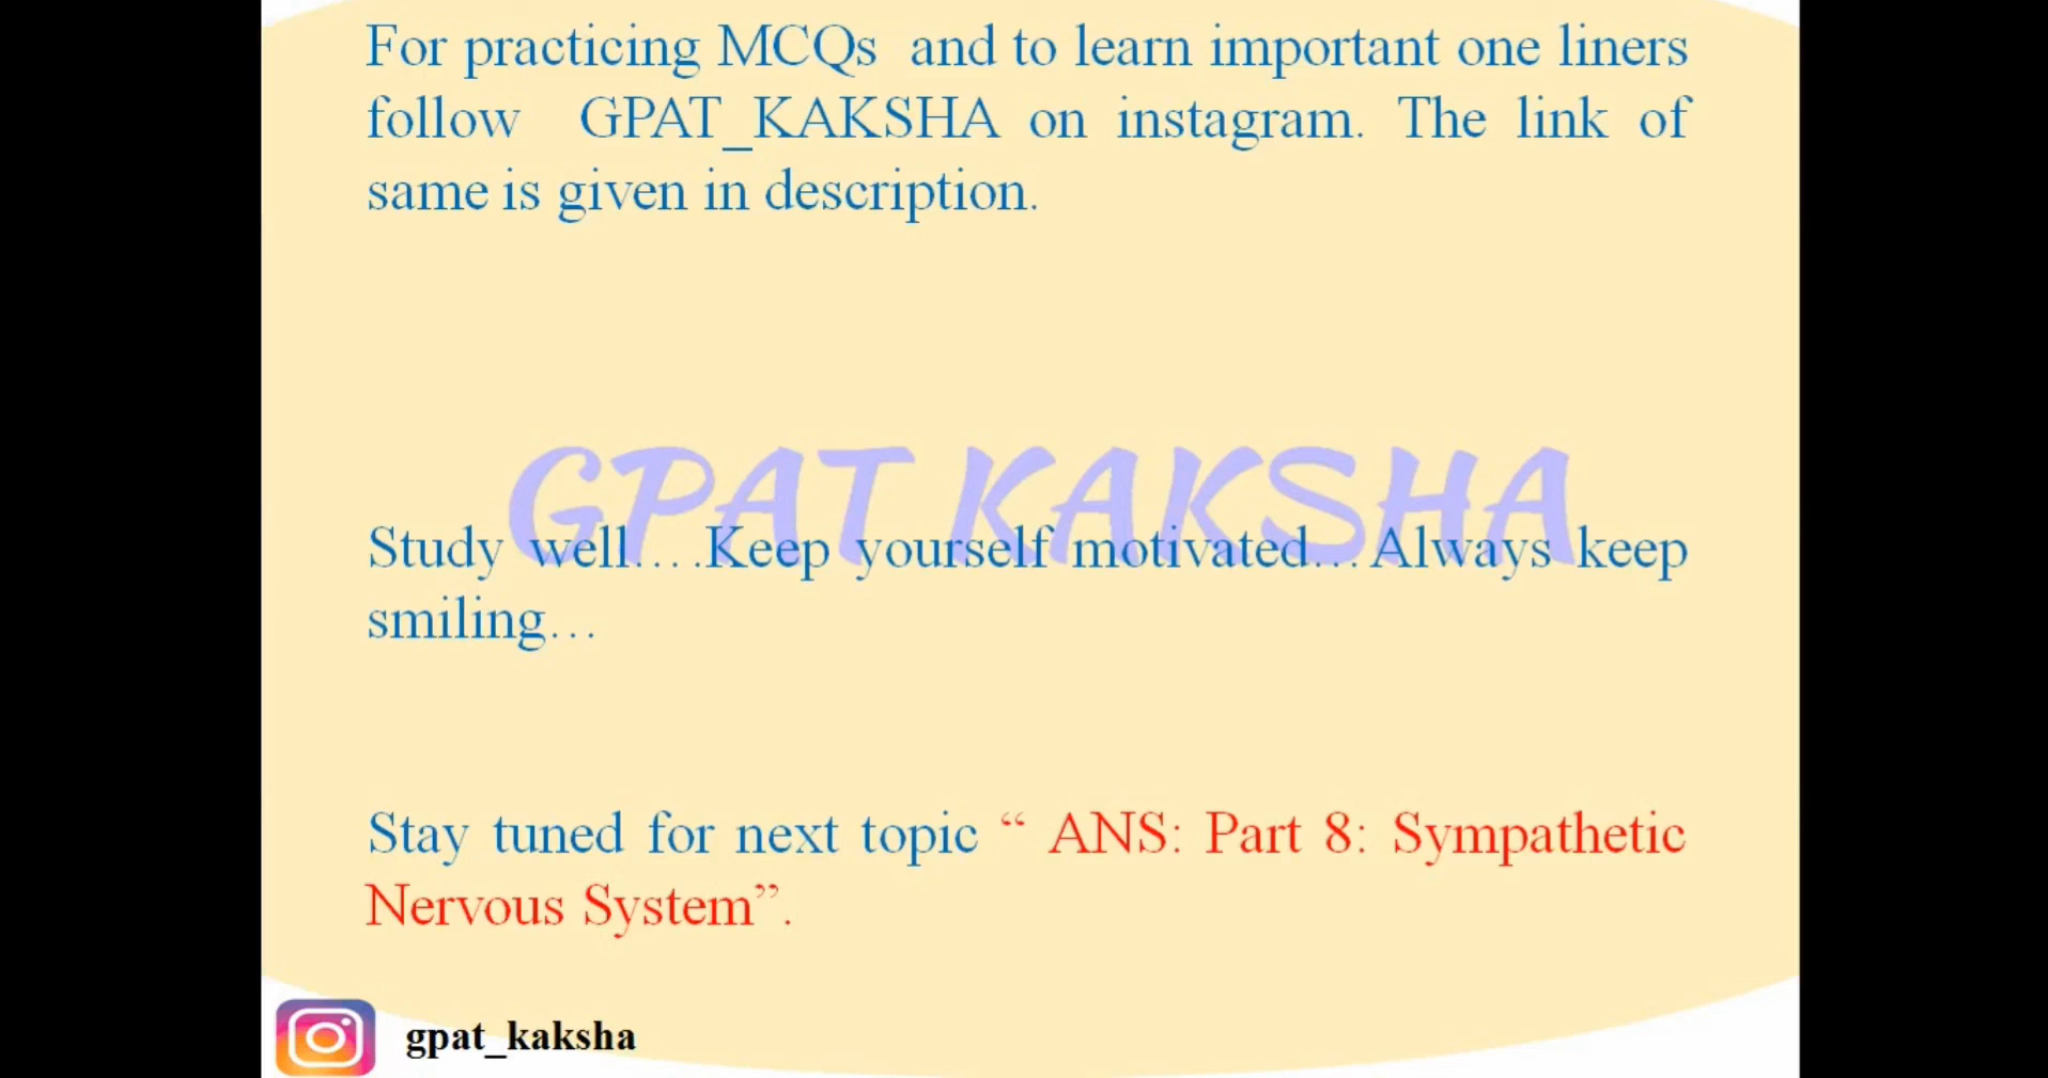 For practicing MCQs and to learn important one liners
follow GPAT_KAKSHA on instagram. The link of
same is given in description.
GPAT KAKSHA
Study well….Keep yourself motivated…Always keep
smiling…
Stay tuned for next topic “ ANS: Part 8: Sympathetic
Nervous System”.
gpat_kaksha